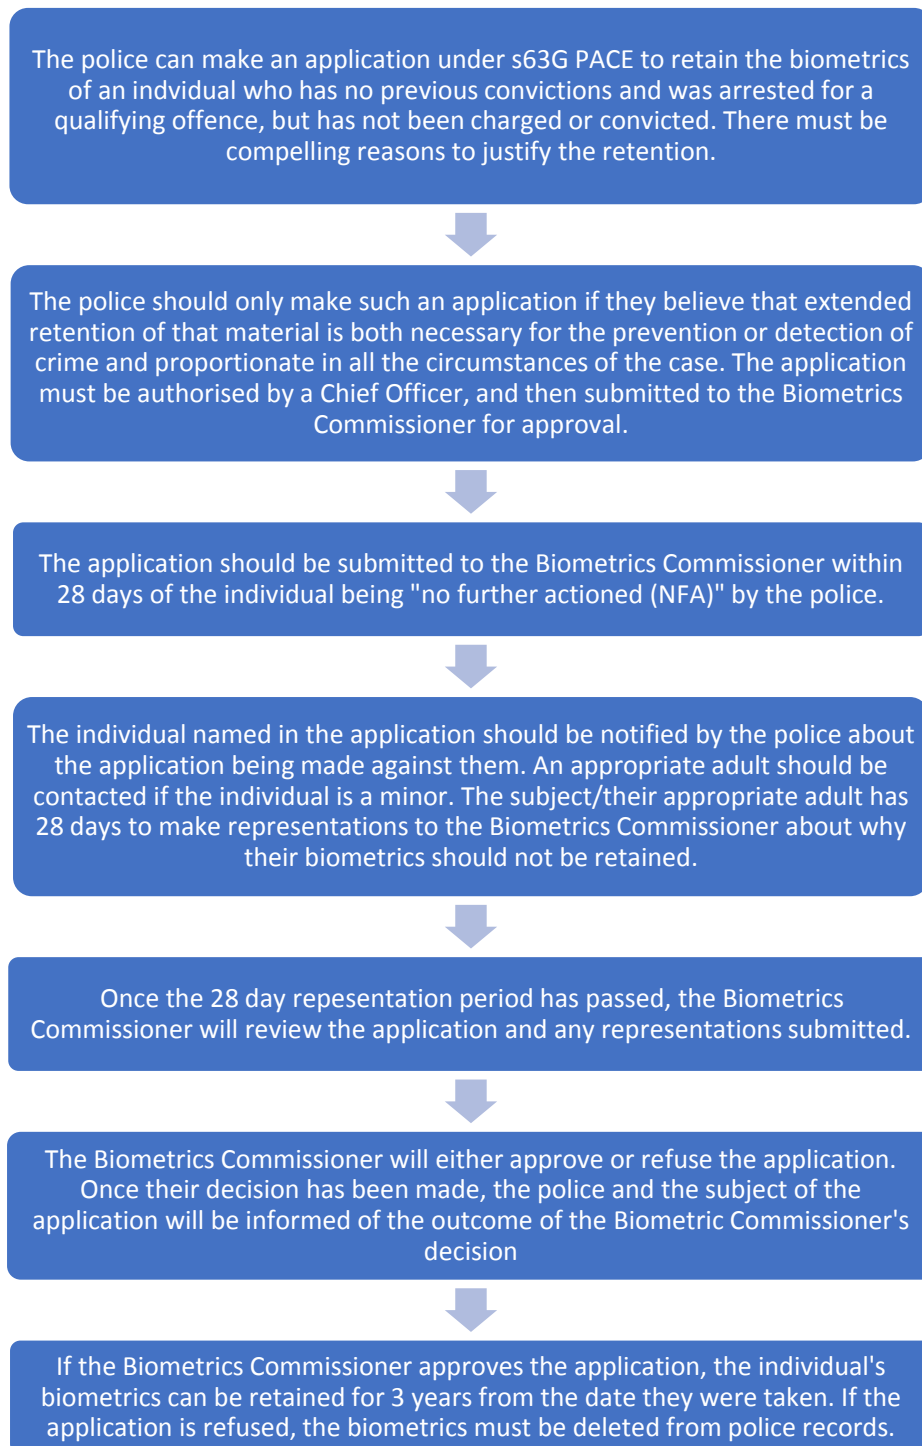 The police can make an application under s63G PACE to retain the biometrics
of an indvidual who has no previous convictions and was arrested for a
qualifying offence, but has not been charged or convicted. There must be
compelling reasons to justify the retention.
The police should only make such an application if they believe that extended
retention of that material is both necessary for the prevention or detection of
crime and proportionate in all the circumstances of the case. The application
must be authorised by a Chief Officer, and then submitted to the Biometrics
Commissioner for approval.
The application should be submitted to the Biometrics Commissioner within
28 days of the individual being "no further actioned (NFA)" by the police.
The individual named in the application should be notified by the police about
the application being made against them. An appropriate adult should be
contacted if the individual is a minor. The subject/their appropriate adult has
28 days to make representations to the Biometrics Commissioner about why
their biometrics should not be retained.
Once the 28 day repesentation period has passed, the Biometrics
Commissioner will review the application and any representations submitted.
The Biometrics Commissioner will either approve or refuse the application.
Once their decision has been made, the police and the subject of the
application will be informed of the outcome of the Biometric Commissioner's
decision
If the Biometrics Commissioner approves the application, the individual's
biometrics can be retained for 3 years from the date they were taken. If the
application is refused, the biometrics must be deleted from police records.